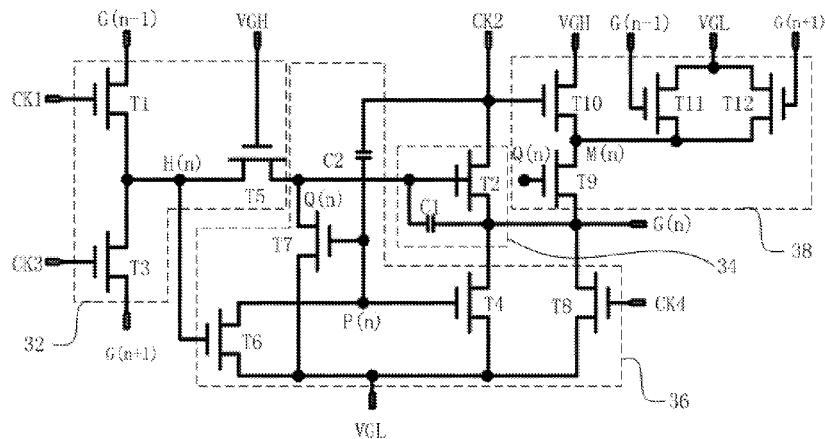 G(n-1)
VGH
CK2
VGH
G(n-1)
VGL
G(n+1)
CK1
T1
T10
T11
T12
H(n)
C2
Q(n)
M(n)
T5
T2
T9
Q(n)
C1
G(n)
T7
CK3
T3
34
38
T4
T8
CK4
P(n)
T6
32
G(n+1)
36
VGL